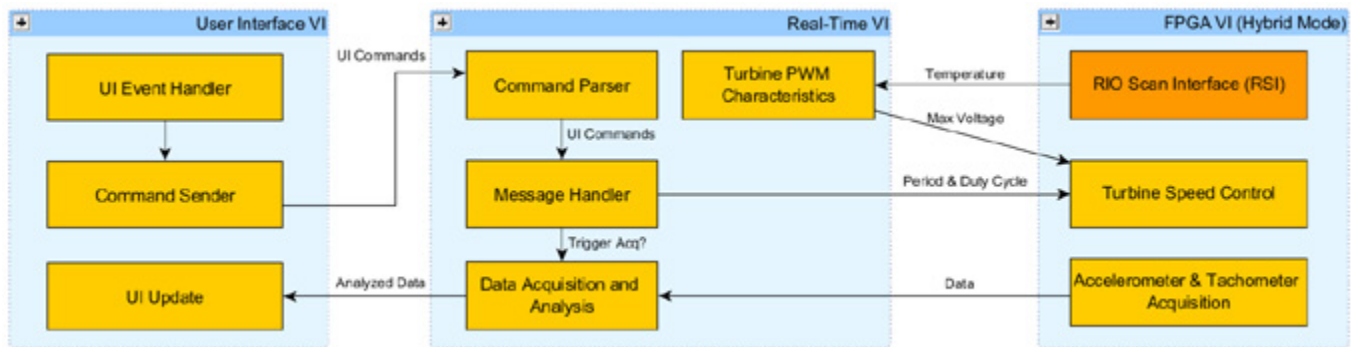 User Interface VI
UI Event Handler
Command Sender
UI Update
UI Commands
Analyzed Data
Real-Time VI
Command Parser
UI Commands
Message Handler
Trigger Acq?
Data Acquisition and
Analysis
Turbine PWM
Characteristics
Temperature
Max Voltage
Period & Duty Cycle
Data
FPGA VI (Hybrid Mode)
RIO Scan Interface (RSI)
Turbine Speed Control
Accelerometer & Tachometer
Acquisition